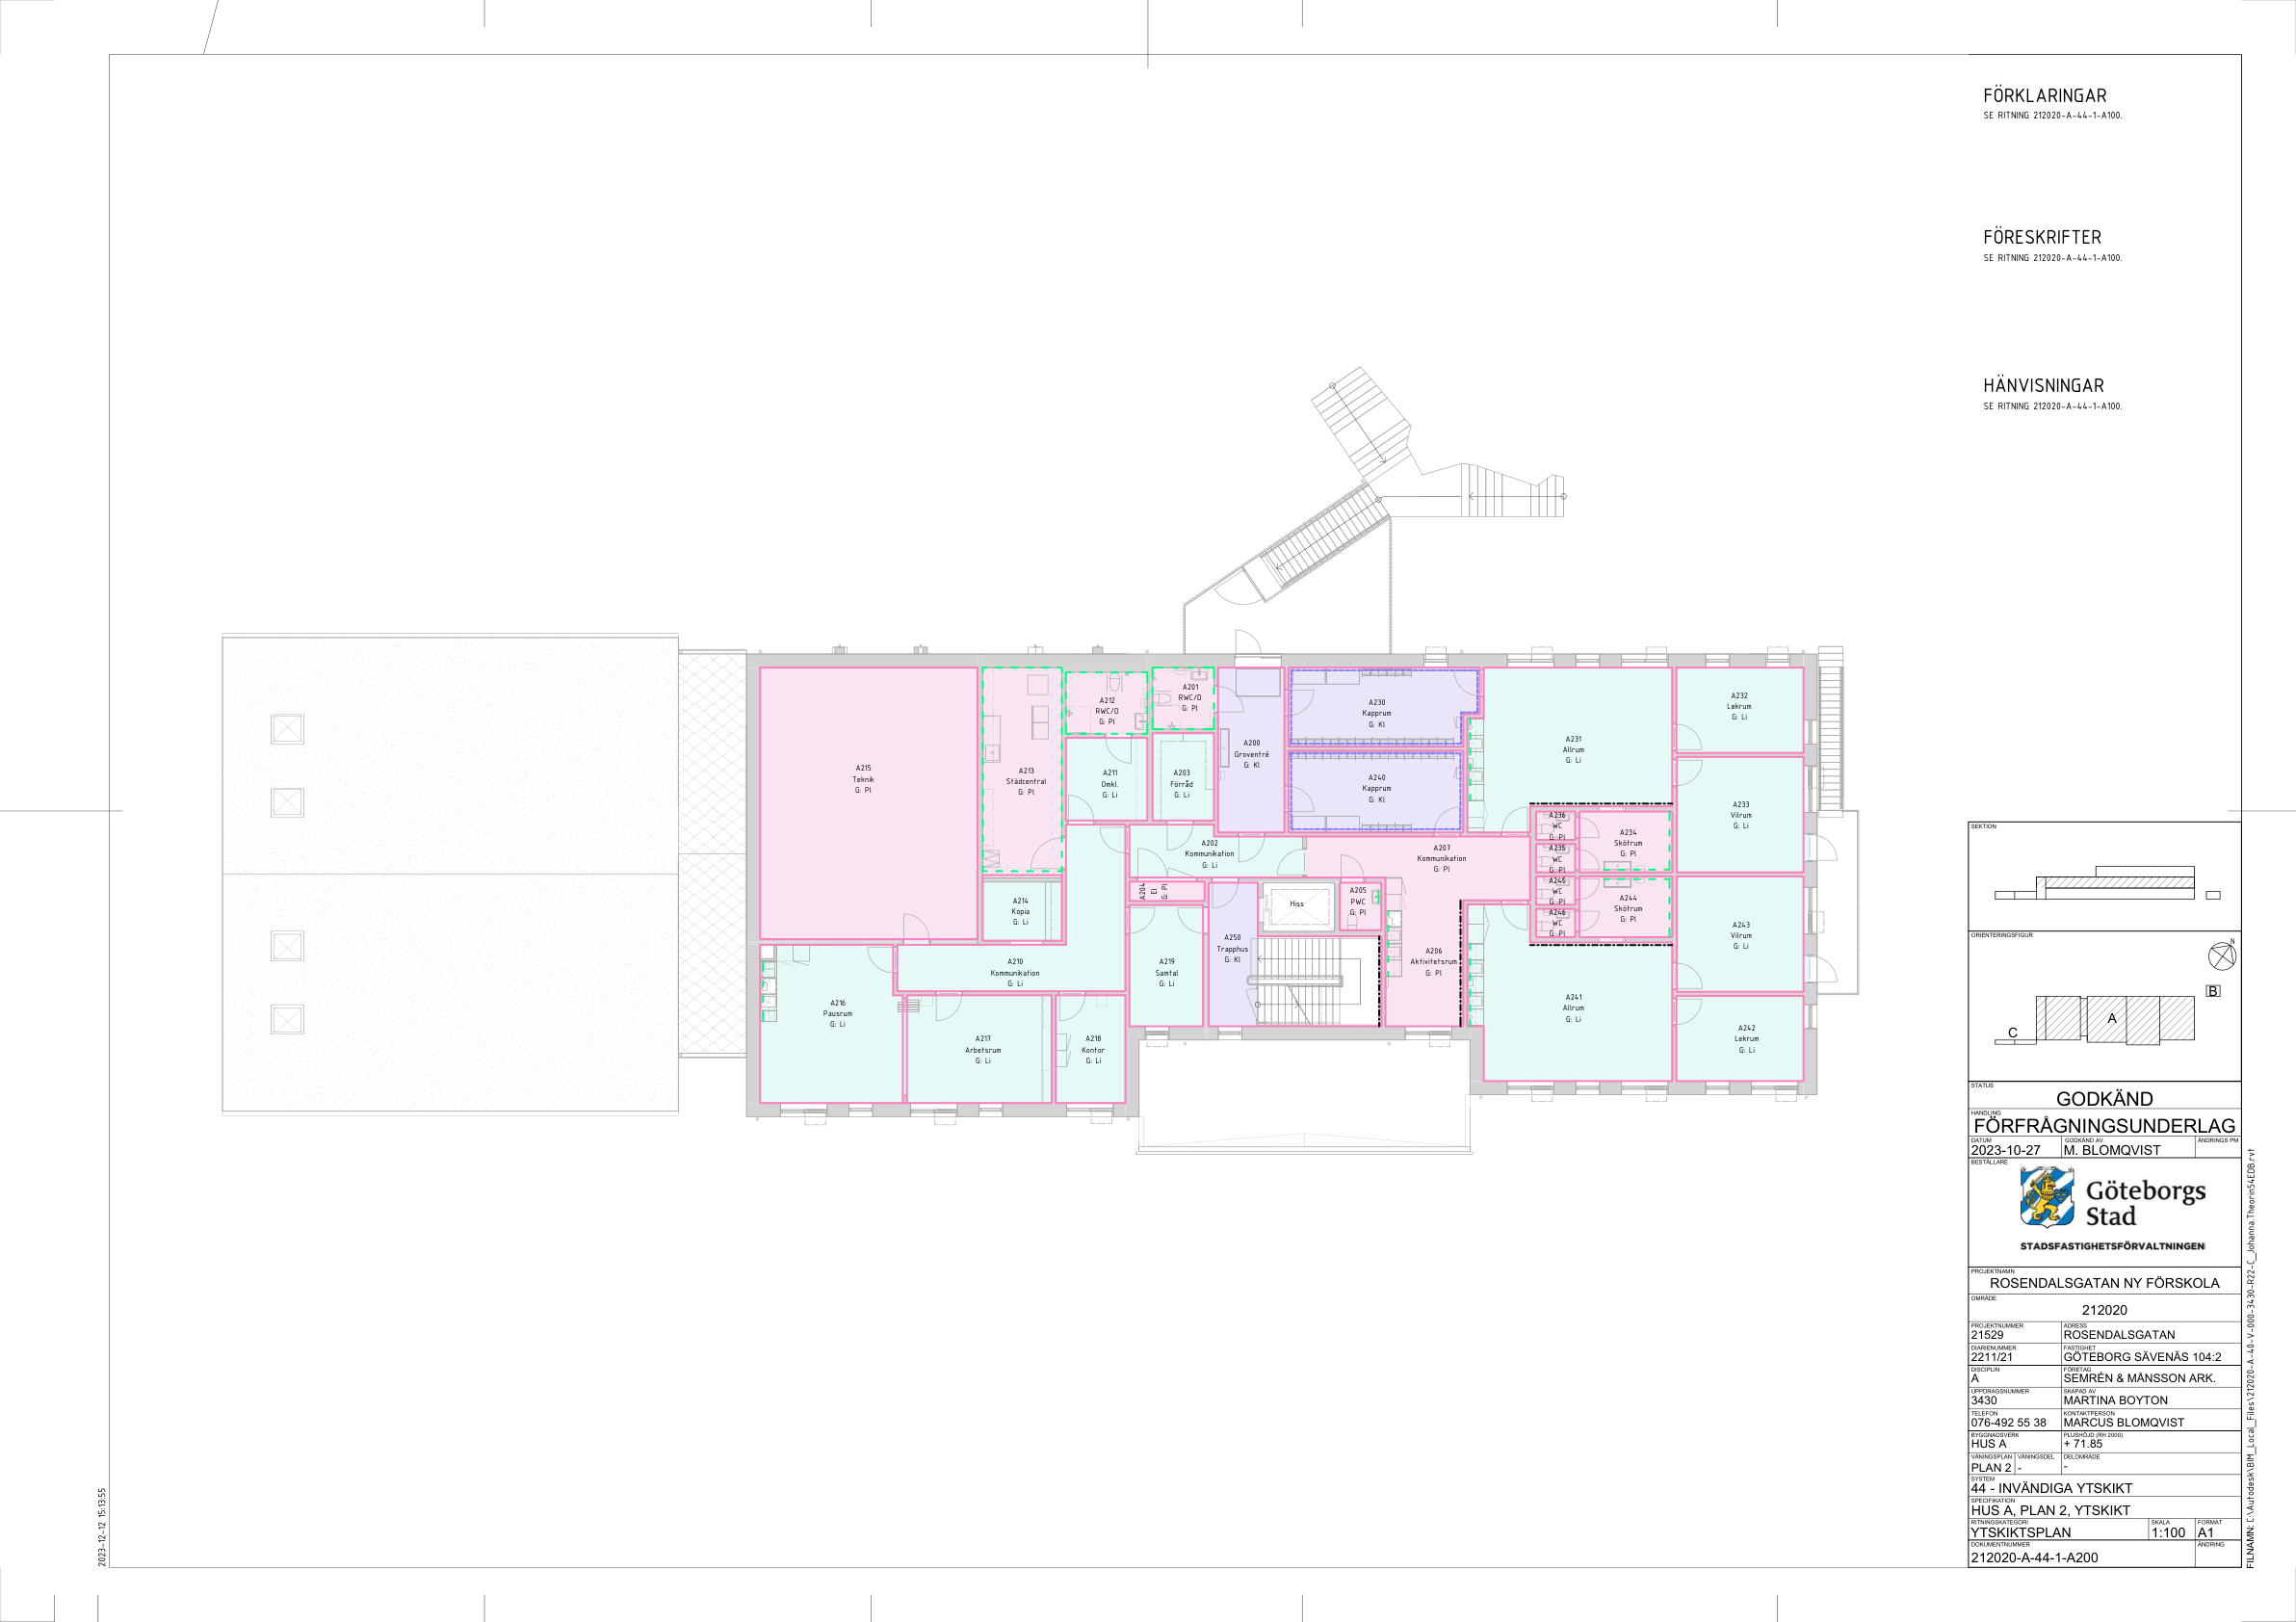 FÖRKLARINGAR
SE RITNING 212020-A-44-1-A100.
FÖRESKRIFTER
SE RITNING 212020-A-44-1-A100.
HÄNVISNINGAR
SE RITNING 212020-A-44-1-A100.
A215
Teknik
G: Pl
A213
Städcentral
G: Pl
A212
RWC/D
G: Pl
A201
RWC/D
G: Pl
A211
Omkl.
G: Li
A203
Förråd
G: Li
A200
Groventré
G: Kl
A230
Kapprum
G: Kl
A240
Kapprum
G: Kl
A231
Allrum
G: Li
A232
Lekrum
G: Li
A233
Vilrum
G: Li
A236
WC
G: Pl
A235
WC
G: Pl
A234
Skötrum
G: Pl
A245
WC
G: Pl
A246
WC
G: Pl
A244
Skötrum
G: Pl
A243
Vilrum
G: Li
A242
Lekrum
G: Li
A241
Allrum
G: Li
A202
Kommunikation
G: Li
A207
Kommunikation
G: Pl
A204
El
G: Pl
A205
PWC
G: Pl
Hiss
A206
Aktivitetsrum
G: Pl
A250
Trapphus
G: Kl
A219
Samtal
G: Li
A214
Kopia
G: Li
A210
Kommunikation
G: Li
A216
Pausrum
G: Li
A217
Arbetsrum
G: Li
A218
Kontor
G: Li
SEKTION
ORIENTERINGSFIGUR
N
B
A
C
STATUS
GODKÄND
HANDLING
FÖRFRÅGNINGSUNDERLAG
DATUM GODKÄND AV ÄNDRINGS PM
2023-10-27 M. BLOMQVIST
BESTÄLLARE
Göteborgs
Stad
STADSFASTIGHETSFÖRVALTNINGEN
PROJEKTNAMN
ROSENDALSGATAN NY FÖRSKOLA
OMRÅDE
212020
PROJEKTNUMMER ADRESS
21529 ROSENDALSGATAN
DIARIENUMMER FASTIGHET
2211/21 GÖTEBORG SÄVENÄS 104:2
DISCIPLIN FÖRETAG
A SEMRÉN & MÅNSSON ARK.
UPPDRAGSNUMMER SKAPAD AV
3430 MARTINA BOYTON
TELEFON KONTAKTPERSON
076-492 55 38 MARCUS BLOMQVIST
BYGGNADSVERK PLUSHÖJD (RH 2000)
HUS A + 71.85
VÅNINGSPLAN VÅNINGSDEL DELOMRÅDE
PLAN 2 - -
SYSTEM
44 - INVÄNDIGA YTSKIKT
SPECIFIKATION
HUS A, PLAN 2, YTSKIKT
RITNINGSKATEGORI SKALA FORMAT
YTSKIKTSPLAN 1:100 A1
DOKUMENTNUMMER ÄNDRING
212020-A-44-1-A200
2023-12-12 15:13:55
FILNAMN: C:\Autodesk\BIM_Local_Files\212020-A-40-V-000-3430-R22-C_Johanna.Theorin54EDB.rvt